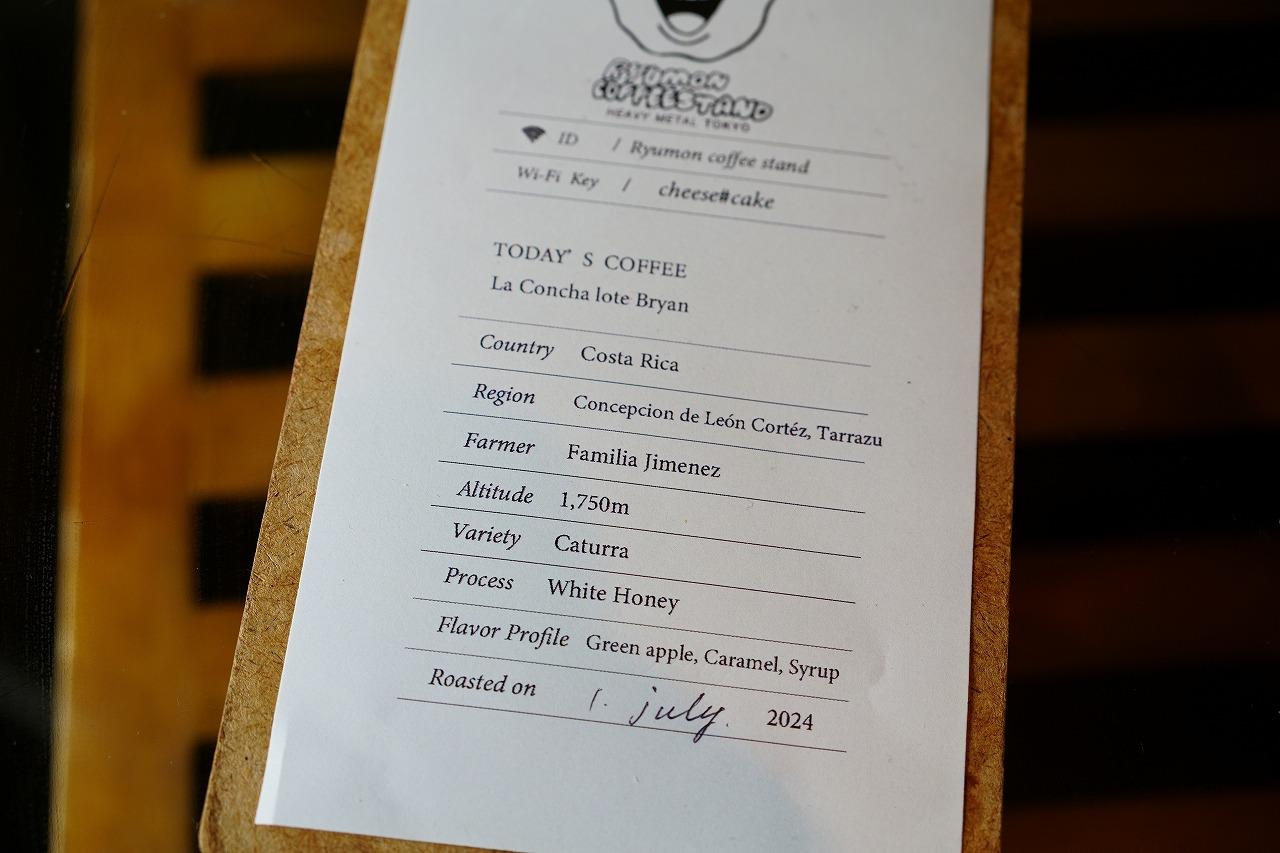 RYUMON
COFFEESTAND
HEAVY METAL TOKYO
ID / Ryumon coffee stand
Wi-Fi Key / cheese#cake
TODAY' S COFFEE
La Concha lote Bryan
Country Costa Rica
Region Concepcion de León Cortéz, Tarrazu
Farmer Familia Jimenez
Altitude 1,750m
Variety Caturra
Process White Honey
Flavor Profile Green apple, Caramel, Syrup
Roasted on 1. july. 2024